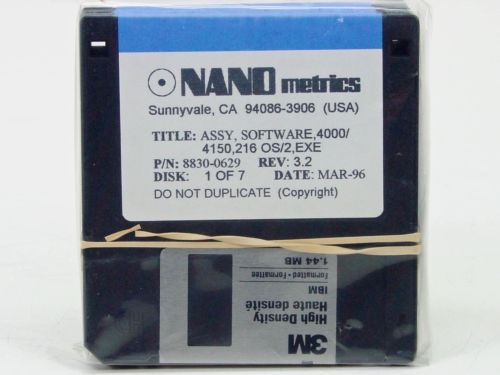 NANO metrics
Sunnyvale, CA 94086-3906 (USA)
TITLE: ASSY, SOFTWARE,4000/
4150,216 OS/2,EXE
P/N: 8830-0629 REV: 3.2
DISK: 1 OF 7 DATE: MAR-96
DO NOT DUPLICATE (Copyright)
3M
High Density
Haute densité
IBM
Formatted • Formattée
1.44 MB